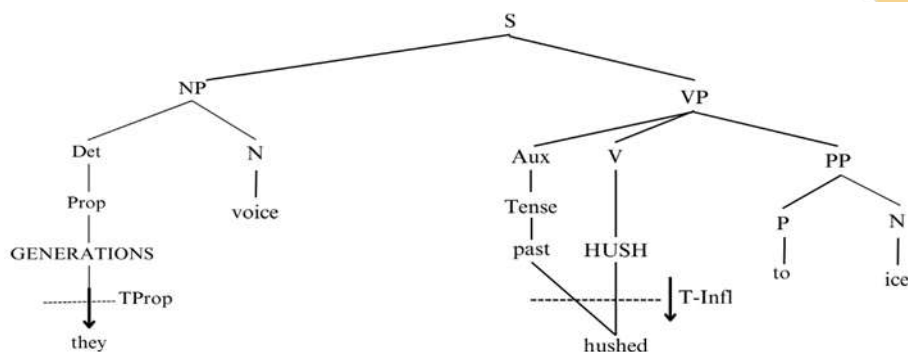 S
NP VP
Det N Aux V PP
Prop voice Tense P N
GENERATIONS past HUSH to ice
TProp T-Infl
they hushed